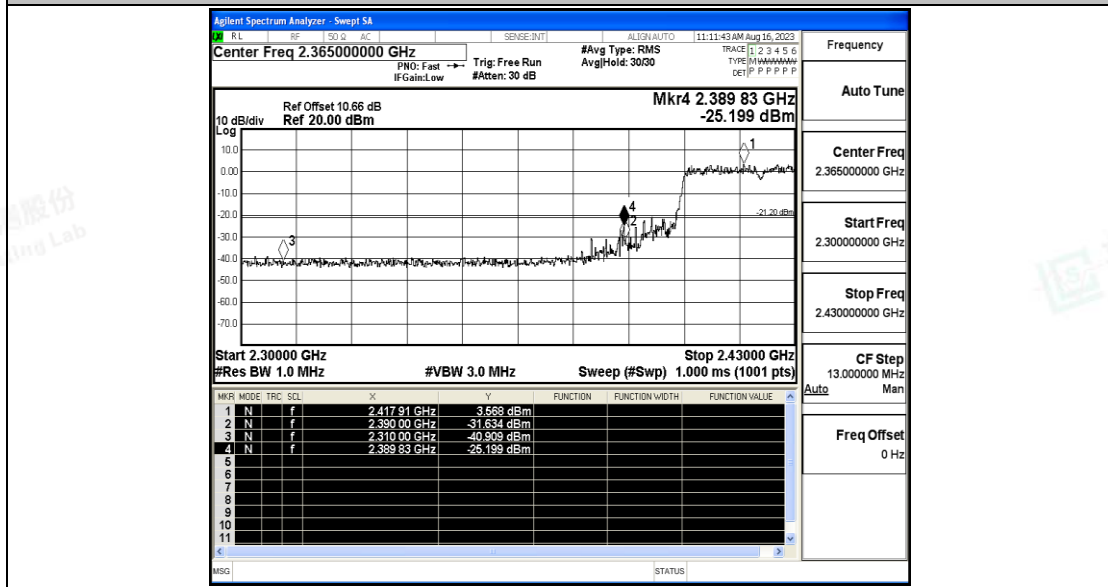 Agilent Spectrum Analyzer - Swept SA
RL RF 50 Ω AC SENSE:INT ALIGN AUTO 11:11:43 AM Aug 16, 2023
Center Freq 2.365000000 GHz
PNO: Fast
IFGain:Low
Trig: Free Run
#Atten: 30 dB
#Avg Type: RMS
Avg|Hold: 30/30
TRACE 1 2 3 4 5 6
TYPE M W W W W W
DET P P P P P P
Ref Offset 10.66 dB
10 dB/div Ref 20.00 dBm
Log
Mkr4 2.389 83 GHz
-25.199 dBm
10.0
0.00
-10.0
-20.0
-30.0
-40.0
-50.0
-60.0
-70.0
1
4
2
3
-21.20 dBm
Start 2.30000 GHz Stop 2.43000 GHz
#Res BW 1.0 MHz #VBW 3.0 MHz Sweep (#Swp) 1.000 ms (1001 pts)
MKR MODE TRC SCL X Y FUNCTION FUNCTION WIDTH FUNCTION VALUE
1 N f 2.417 91 GHz 3.568 dBm
2 N f 2.390 00 GHz -31.634 dBm
3 N f 2.310 00 GHz -40.909 dBm
4 N f 2.389 83 GHz -25.199 dBm
5
6
7
8
9
10
11
MSG STATUS
Frequency
Auto Tune
Center Freq
2.365000000 GHz
Start Freq
2.300000000 GHz
Stop Freq
2.430000000 GHz
CF Step
13.000000 MHz
Auto Man
Freq Offset
0 Hz
股份
Lab